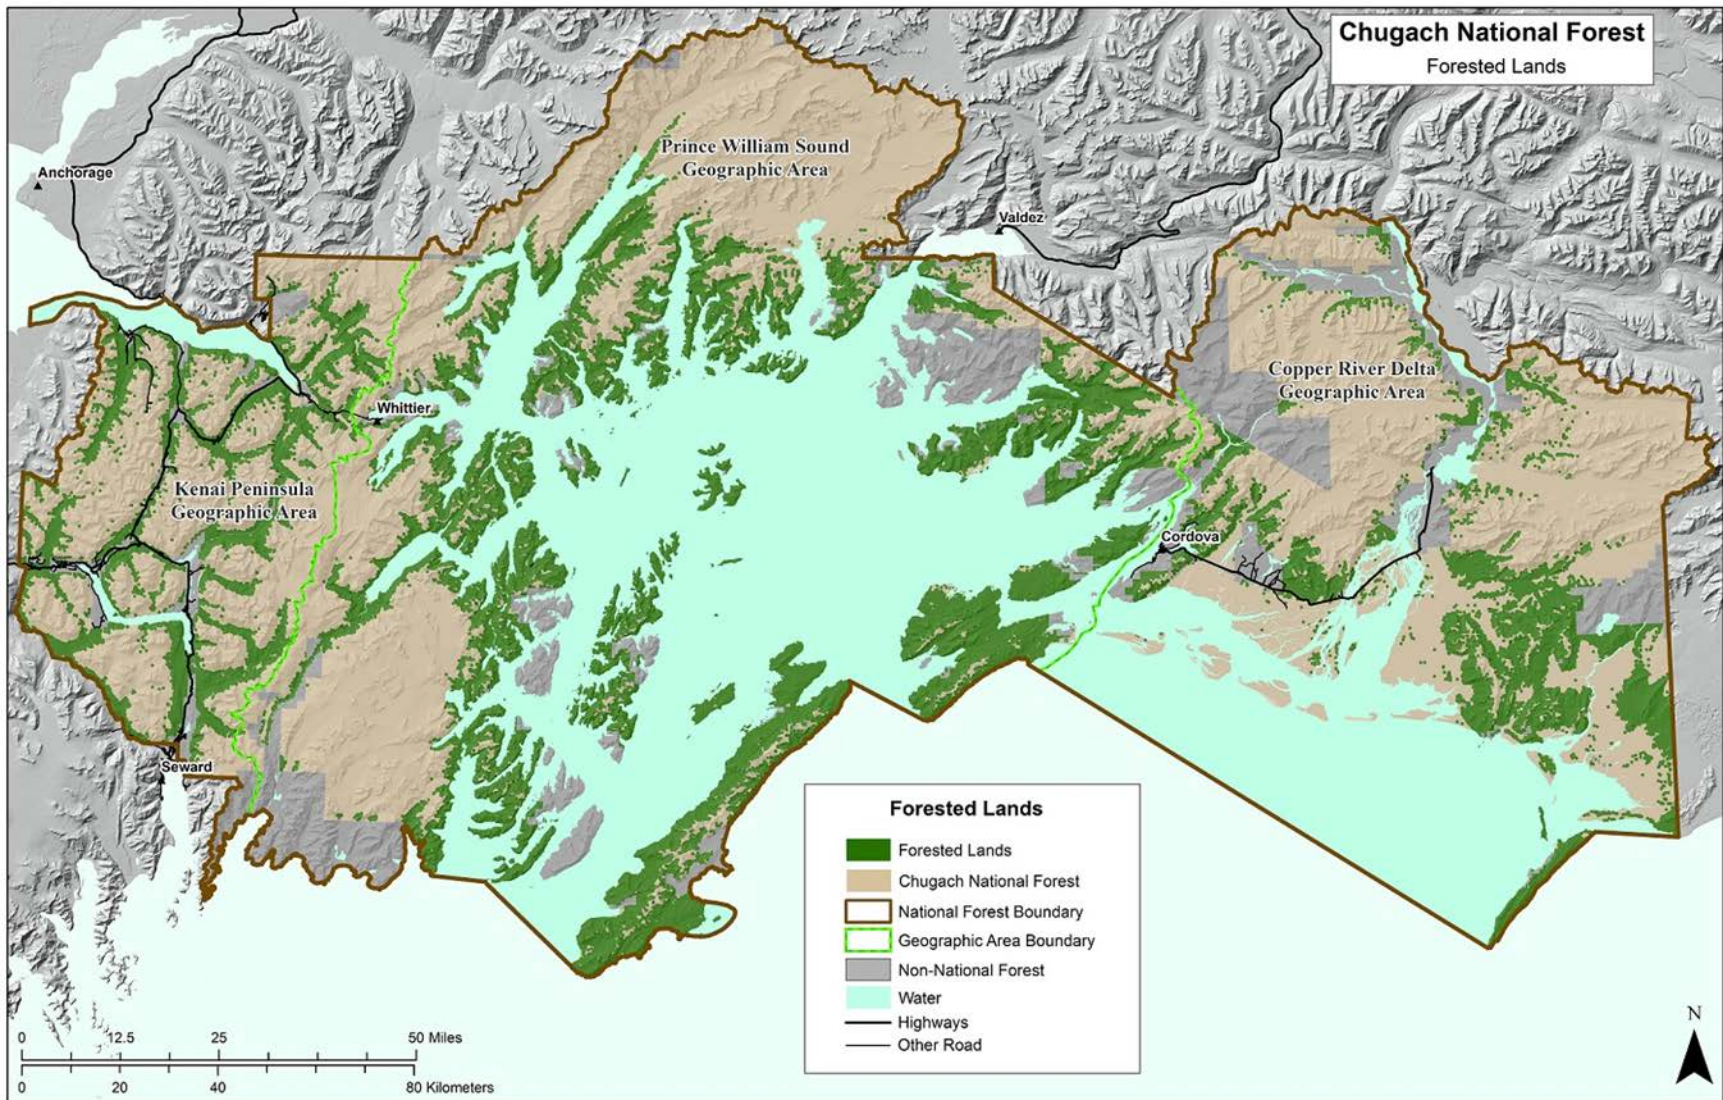 Chugach National Forest
Forested Lands
Prince William Sound
Geographic Area
Anchorage
Valdez
Copper River Delta
Geographic Area
Whittier
Kenai Peninsula
Geographic Area
Cordova
Seward
Forested Lands
Forested Lands
Chugach National Forest
National Forest Boundary
Geographic Area Boundary
Non-National Forest
Water
Highways
Other Road
0 12.5 25 50 Miles
0 20 40 80 Kilometers
N